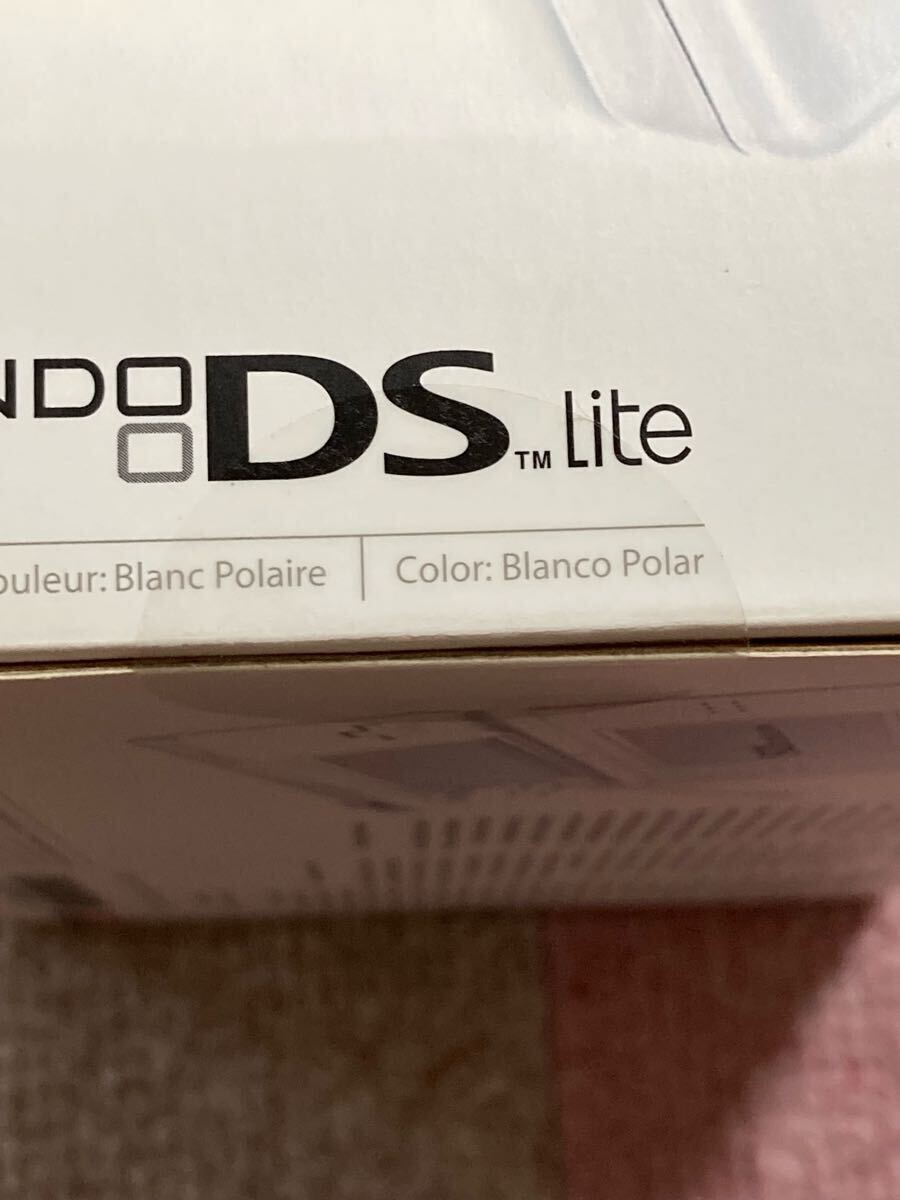 NDO DS™ Lite
ouleur: Blanc Polaire | Color: Blanco Polar